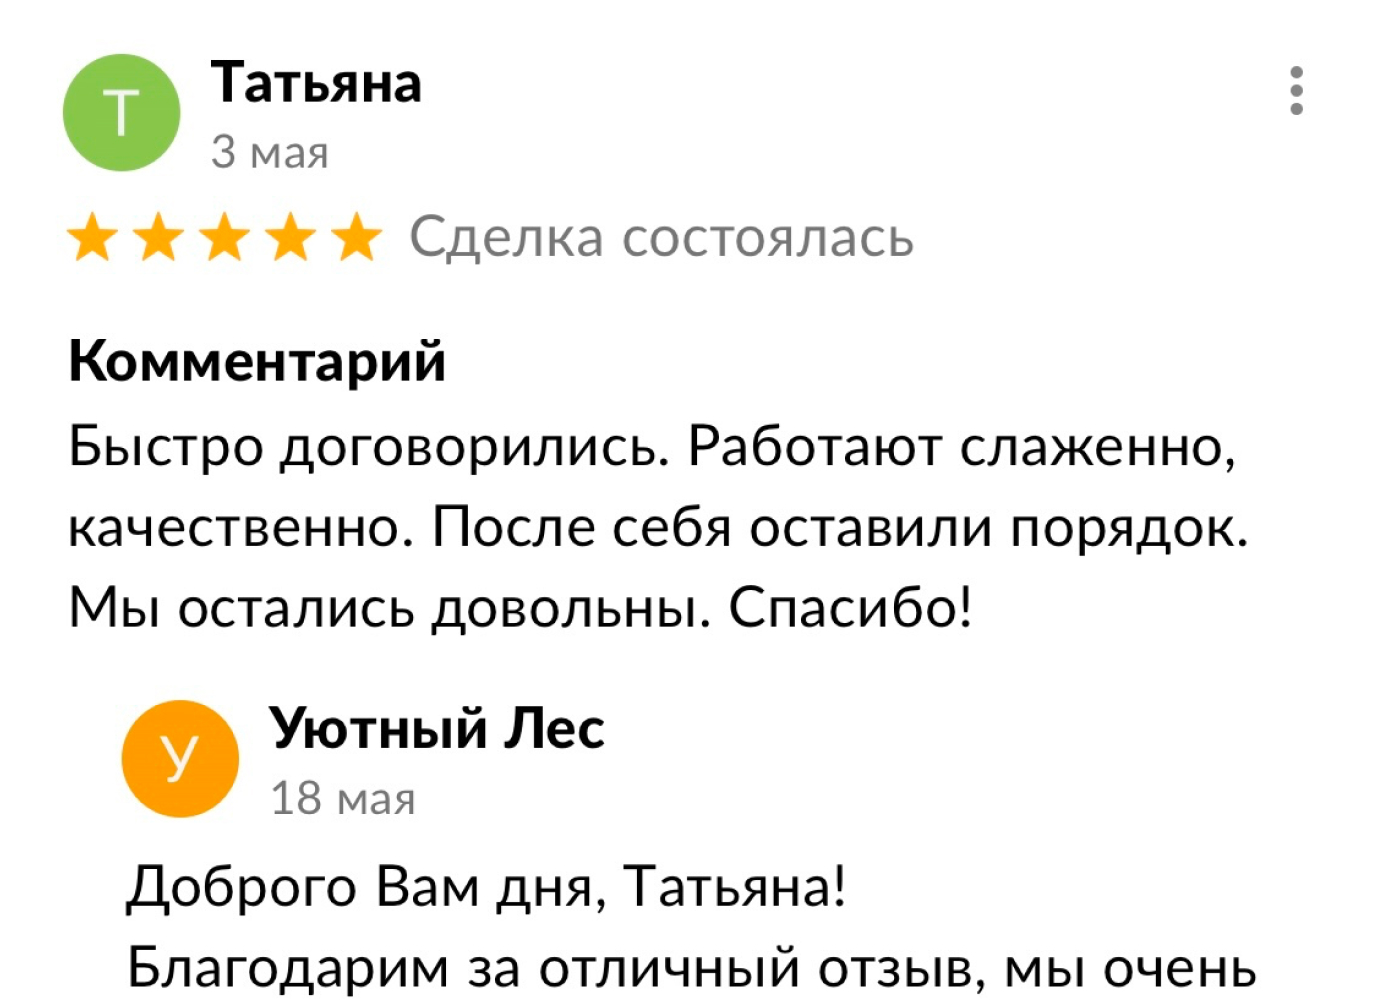 Т
Татьяна
3 мая
Сделка состоялась
Комментарий
Быстро договорились. Работают слаженно,
качественно. После себя оставили порядок.
Мы остались довольны. Спасибо!
У
Уютный Лес
18 мая
Доброго Вам дня, Татьяна!
Благодарим за отличный отзыв, мы очень